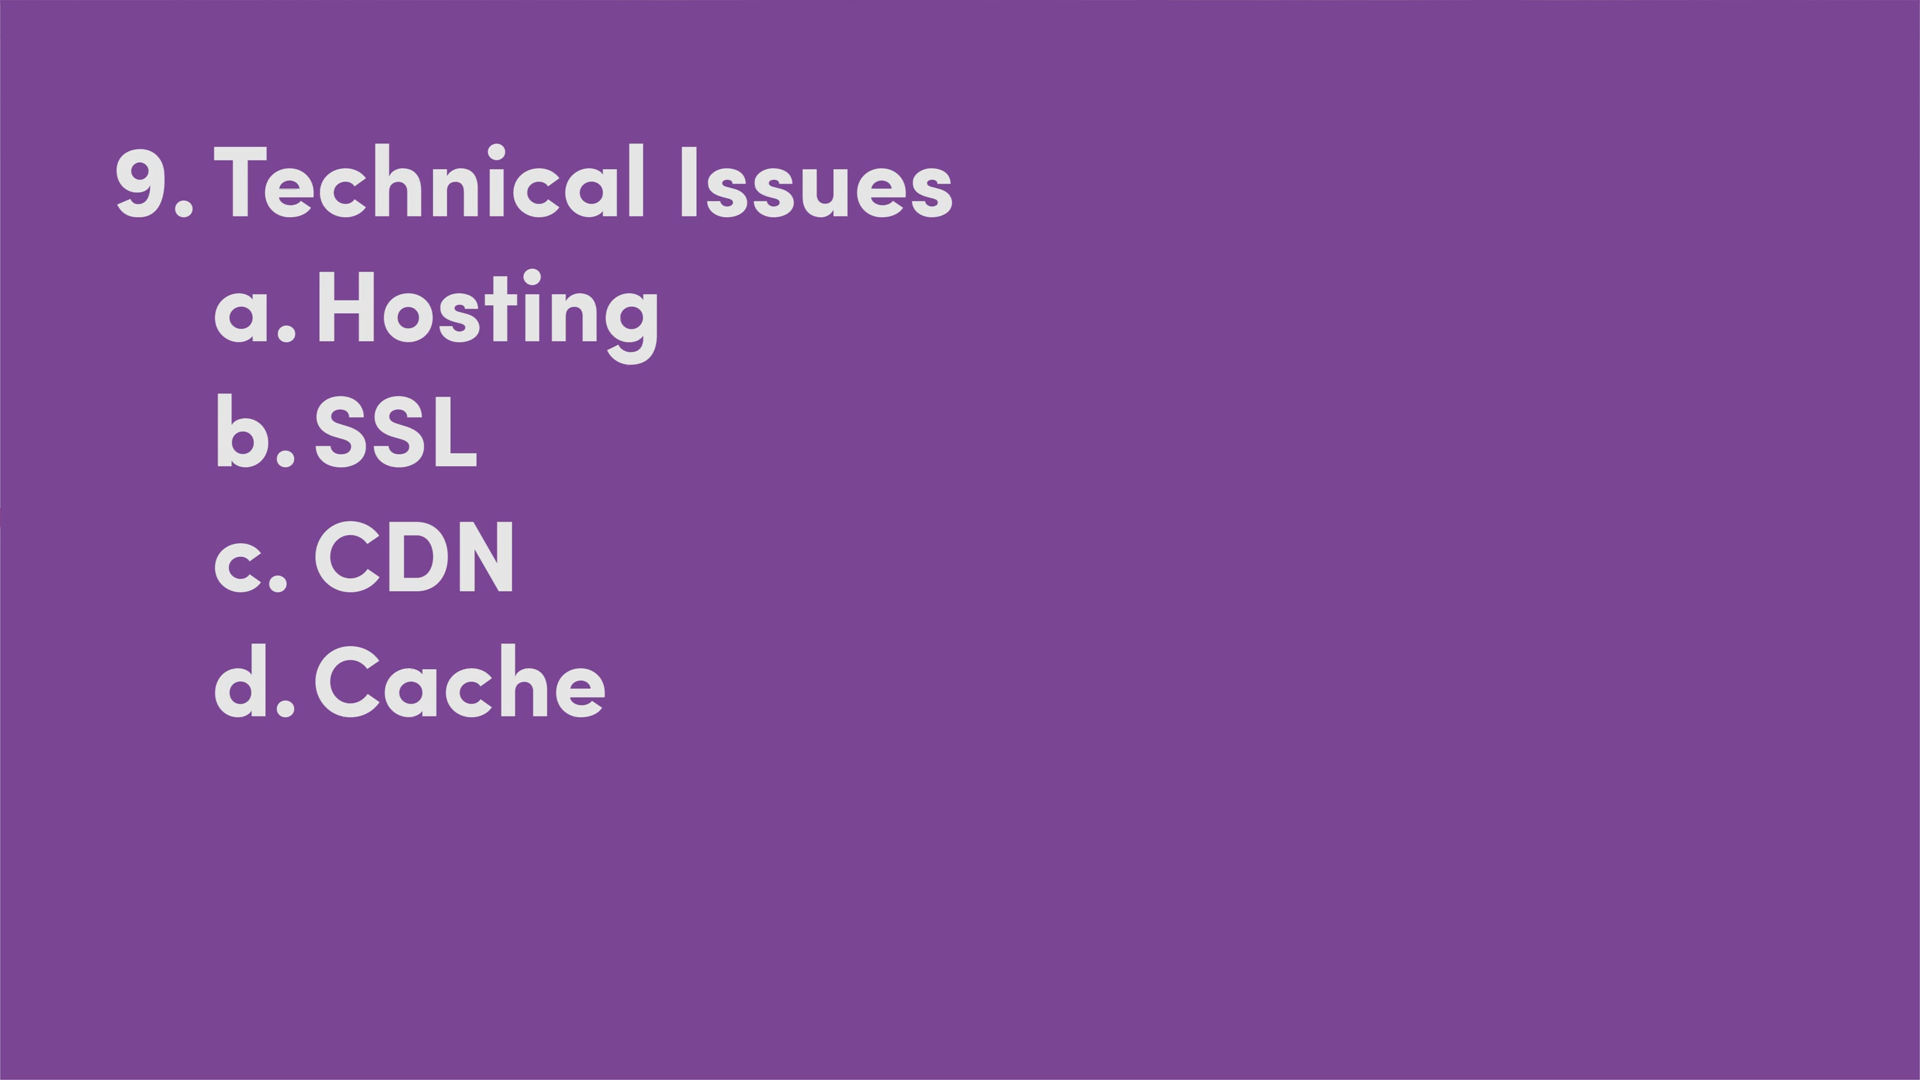 9. Technical Issues
a. Hosting
b. SSL
c. CDN
d. Cache